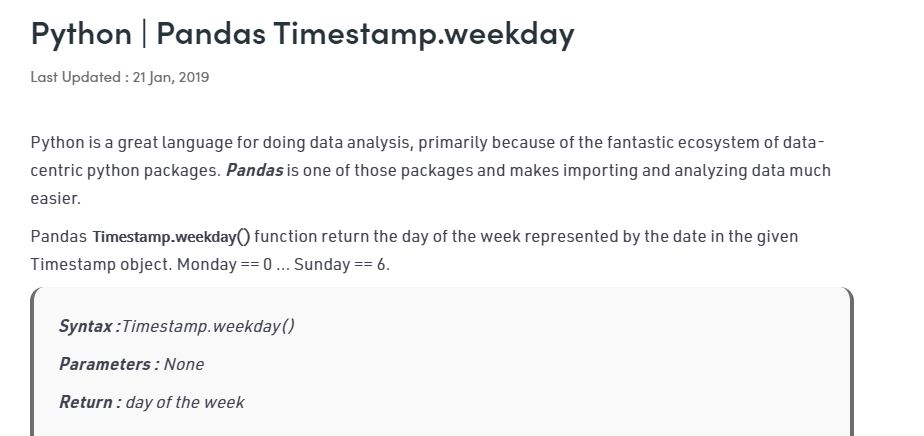 Python | Pandas Timestamp.weekday
Last Updated : 21 Jan, 2019
Python is a great language for doing data analysis, primarily because of the fantastic ecosystem of data-
centric python packages. Pandas is one of those packages and makes importing and analyzing data much
easier.
Pandas Timestamp.weekday() function return the day of the week represented by the date in the given
Timestamp object. Monday == 0 … Sunday == 6.
Syntax :Timestamp.weekday()
Parameters : None
Return : day of the week